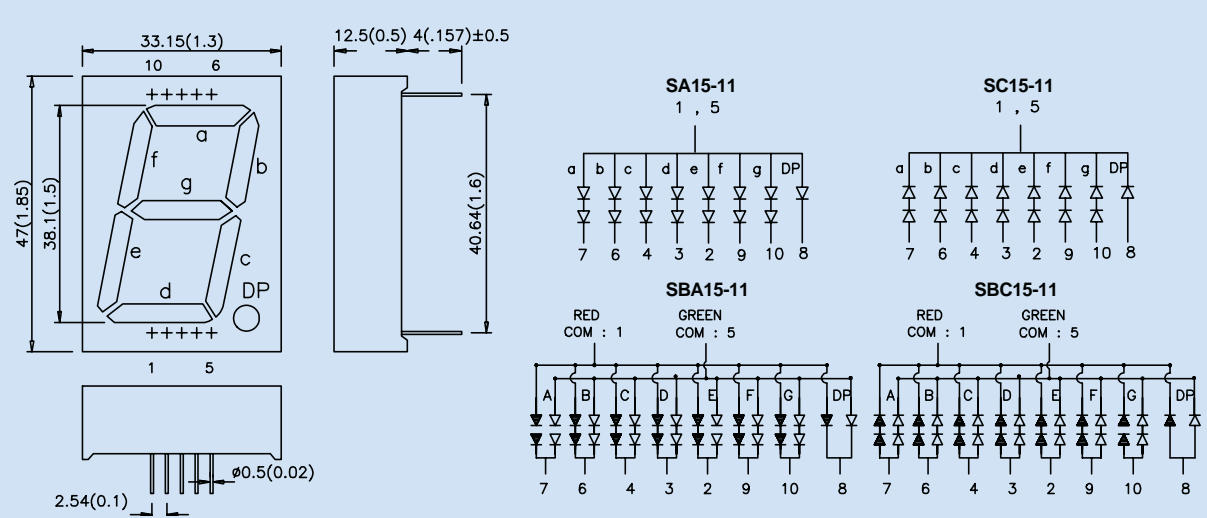 33.15(1.3)
10 6
a
f b
g
e c
d
DP
1 5
47(1.85)
38.1(1.5)
12.5(0.5) 4(.157)±0.5
40.64(1.6)
ø0.5(0.02)
2.54(0.1)
SA15-11
1 , 5
a b c d e f g DP
7 6 4 3 2 9 10 8
SC15-11
1 , 5
a b c d e f g DP
7 6 4 3 2 9 10 8
SBA15-11
RED GREEN
COM : 1 COM : 5
A B C D E F G DP
7 6 4 3 2 9 10 8
SBC15-11
RED GREEN
COM : 1 COM : 5
A B C D E F G DP
7 6 4 3 2 9 10 8